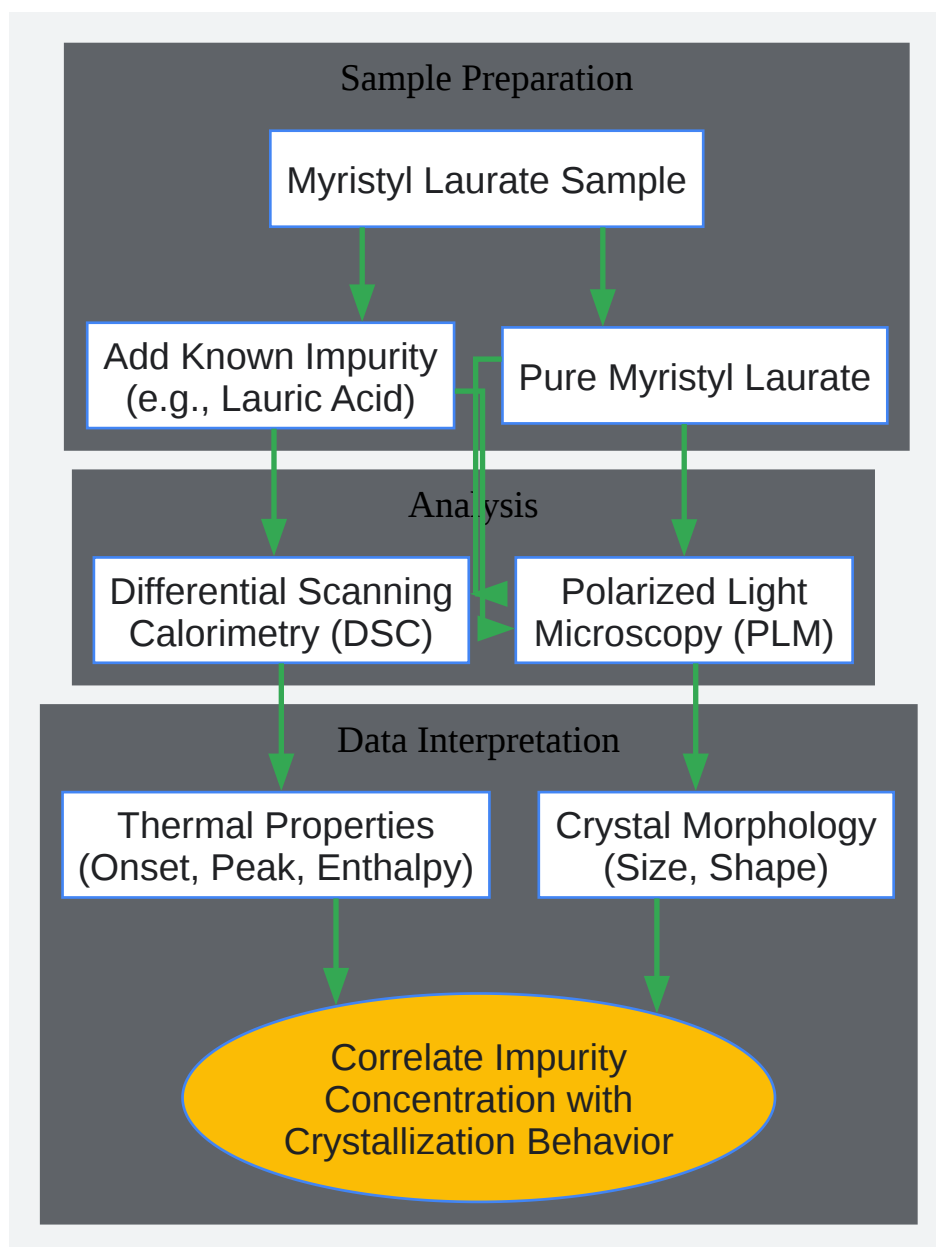 Sample Preparation
Myristyl Laurate Sample
Add Known Impurity
(e.g., Lauric Acid)
Pure Myristyl Laurate
Analysis
Differential Scanning
Calorimetry (DSC)
Polarized Light
Microscopy (PLM)
Data Interpretation
Thermal Properties
(Onset, Peak, Enthalpy)
Crystal Morphology
(Size, Shape)
Correlate Impurity
Concentration with
Crystallization Behavior